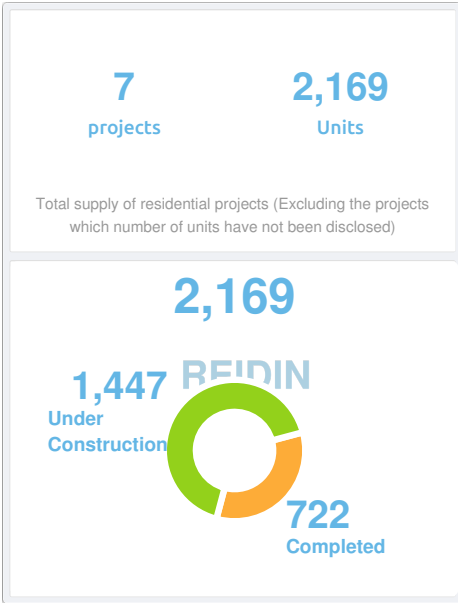 7
projects
2,169
Units
Total supply of residential projects (Excluding the projects
which number of units have not been disclosed)
2,169
REIDIN
1,447
Under
Construction
722
Completed